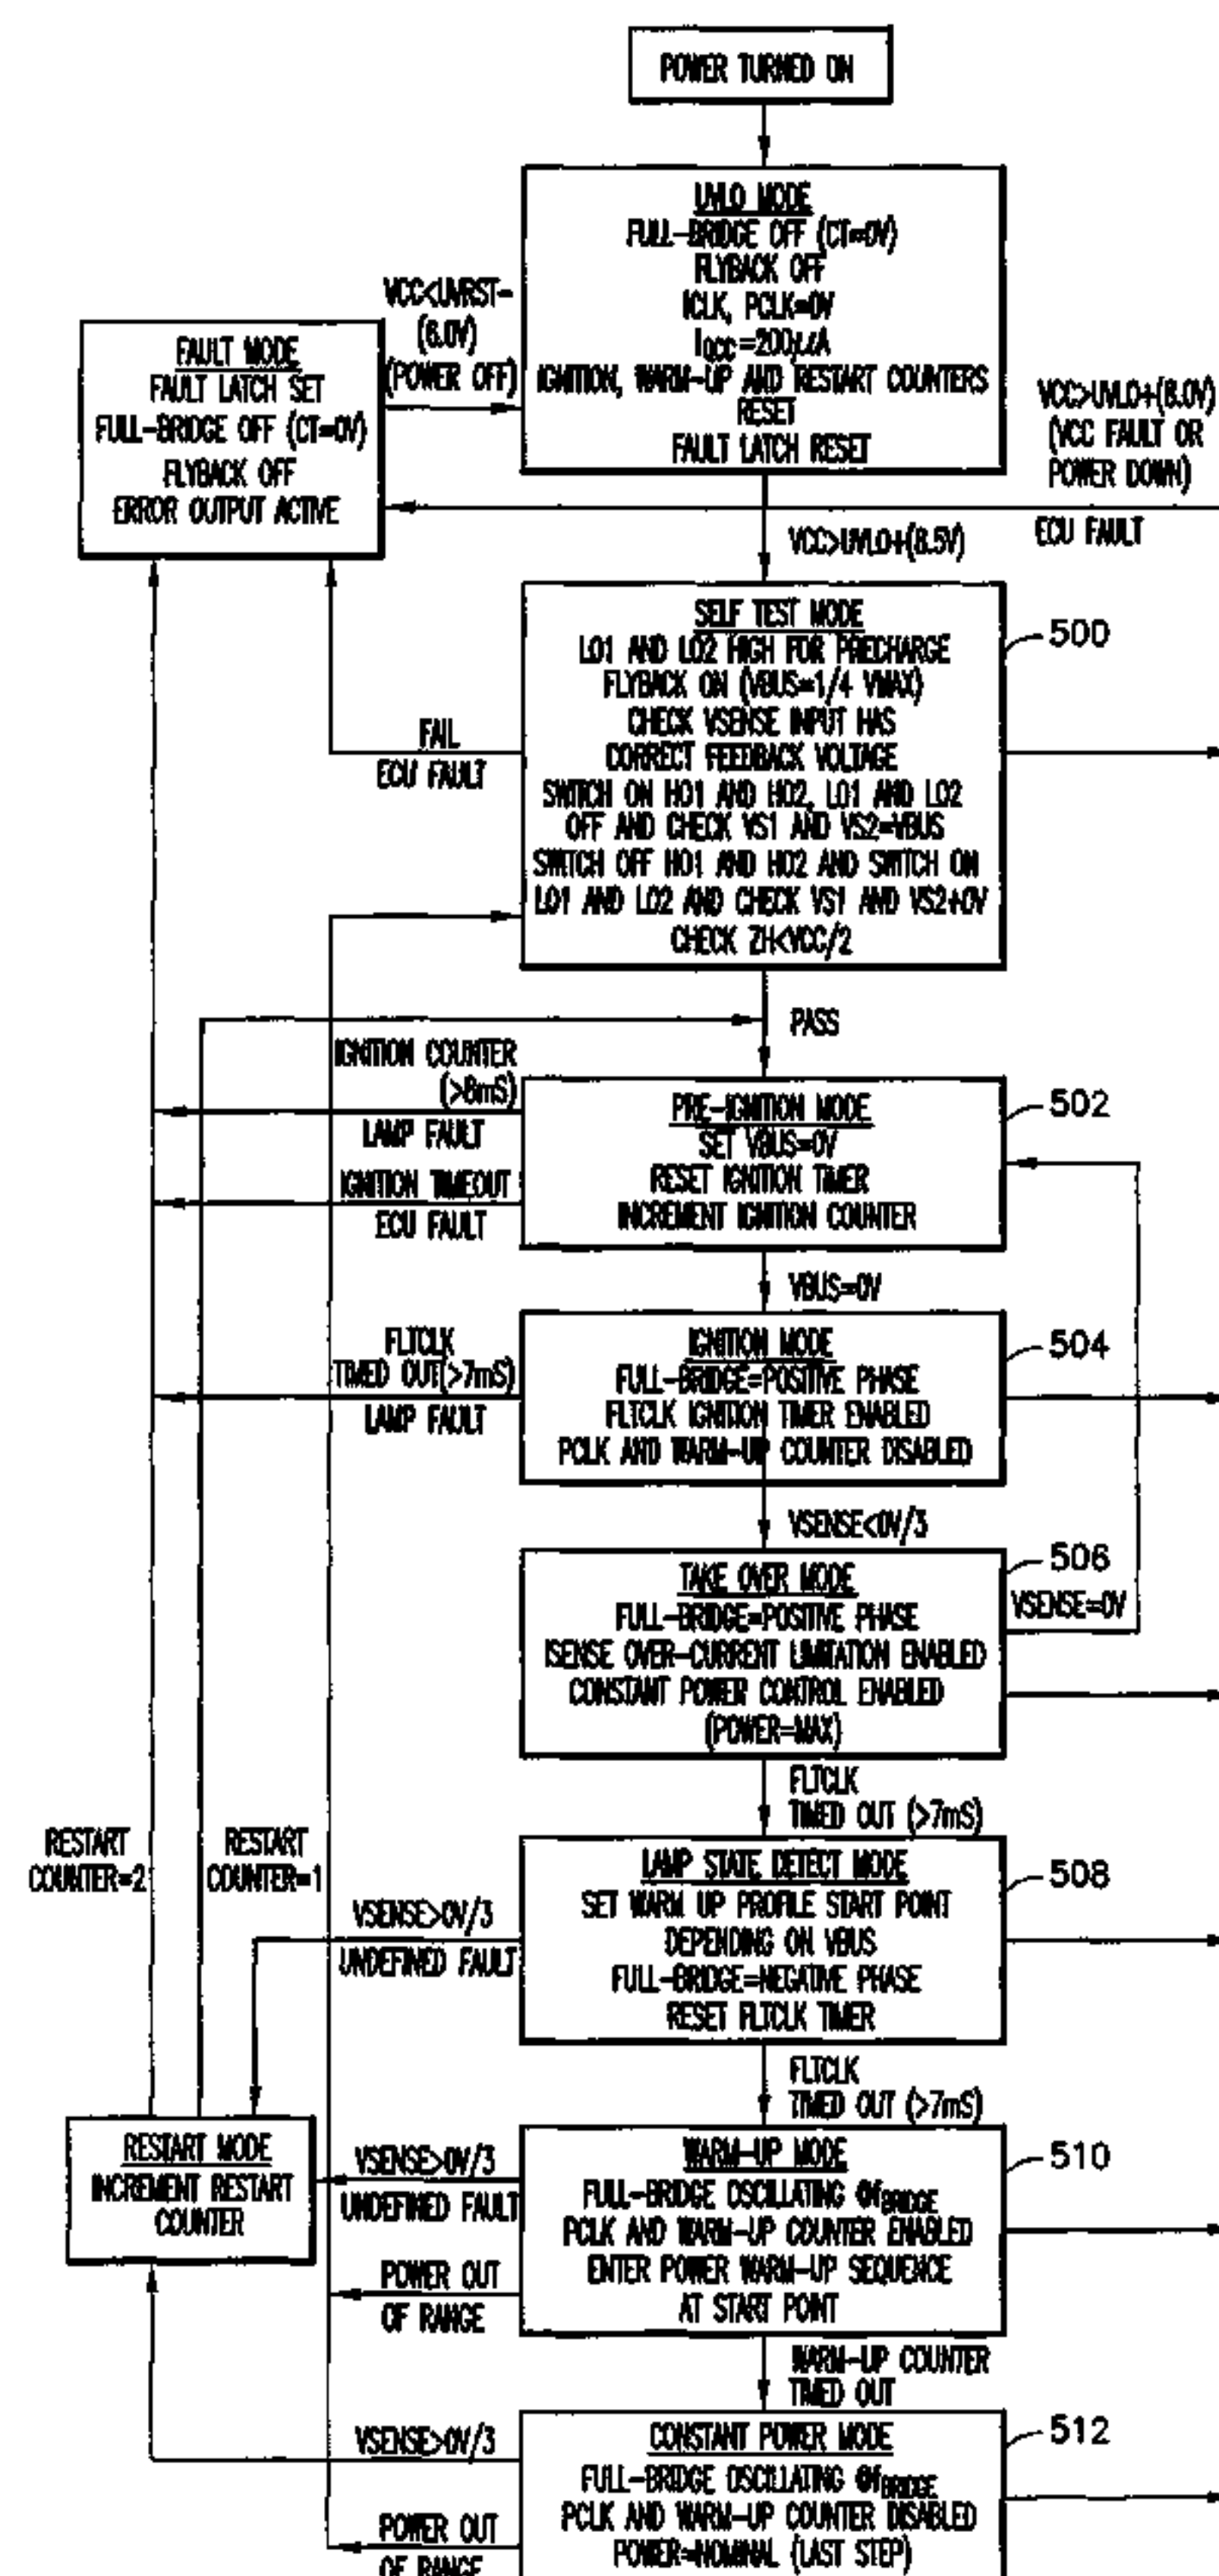 POWER TURNED ON
UVLO MODE
FULL-BRIDGE OFF (CT=0V)
FLYBACK OFF
ICLK, PCLK=0V
IQCC=200µA
IGNITION, WARM-UP AND RESTART COUNTERS
RESET
FAULT LATCH RESET
VCC<UVRST-
(6.0V)
(POWER OFF)
FAULT MODE
FAULT LATCH SET
FULL-BRIDGE OFF (CT=0V)
FLYBACK OFF
ERROR OUTPUT ACTIVE
VCC>UVLO+(8.0V)
(VCC FAULT OR
POWER DOWN)
ECU FAULT
VCC>UVLO+(8.5V)
SELF TEST MODE
LO1 AND LO2 HIGH FOR PRECHARGE
FLYBACK ON (VBUS=1/4 VMAX)
CHECK VSENSE INPUT HAS
CORRECT FEEDBACK VOLTAGE
SWITCH ON HO1 AND HO2, LO1 AND LO2
OFF AND CHECK VS1 AND VS2=VBUS
SWITCH OFF HO1 AND HO2 AND SWITCH ON
LO1 AND LO2 AND CHECK VS1 AND VS2+0V
CHECK ZH<VCC/2
500
FAIL
ECU FAULT
PASS
IGNITION COUNTER
(>8mS)
LAMP FAULT
IGNITION TIMEOUT
ECU FAULT
PRE-IGNITION MODE
SET VBUS=0V
RESET IGNITION TIMER
INCREMENT IGNITION COUNTER
502
VBUS=0V
FLTCLK
TIMED OUT(>7mS)
LAMP FAULT
IGNITION MODE
FULL-BRIDGE=POSITIVE PHASE
FLTCLK IGNITION TIMER ENABLED
PCLK AND WARM-UP COUNTER DISABLED
504
VSENSE<0V/3
TAKE OVER MODE
FULL-BRIDGE=POSITIVE PHASE
ISENSE OVER-CURRENT LIMITATION ENABLED
CONSTANT POWER CONTROL ENABLED
(POWER=MAX)
506
VSENSE=0V
FLTCLK
TIMED OUT (>7mS)
RESTART
COUNTER=2
RESTART
COUNTER=1
LAMP STATE DETECT MODE
SET WARM UP PROFILE START POINT
DEPENDING ON VBUS
FULL-BRIDGE=NEGATIVE PHASE
RESET FLTCLK TIMER
508
VSENSE>0V/3
UNDEFINED FAULT
FLTCLK
TIMED OUT (>7mS)
RESTART MODE
INCREMENT RESTART
COUNTER
VSENSE>0V/3
UNDEFINED FAULT
POWER OUT
OF RANGE
WARM-UP MODE
FULL-BRIDGE OSCILLATING @fBRIDGE
PCLK AND WARM-UP COUNTER ENABLED
ENTER POWER WARM-UP SEQUENCE
AT START POINT
510
WARM-UP COUNTER
TIMED OUT
VSENSE>0V/3
POWER OUT
OF RANGE
CONSTANT POWER MODE
FULL-BRIDGE OSCILLATING @fBRIDGE
PCLK AND WARM-UP COUNTER DISABLED
POWER=NOMINAL (LAST STEP)
512